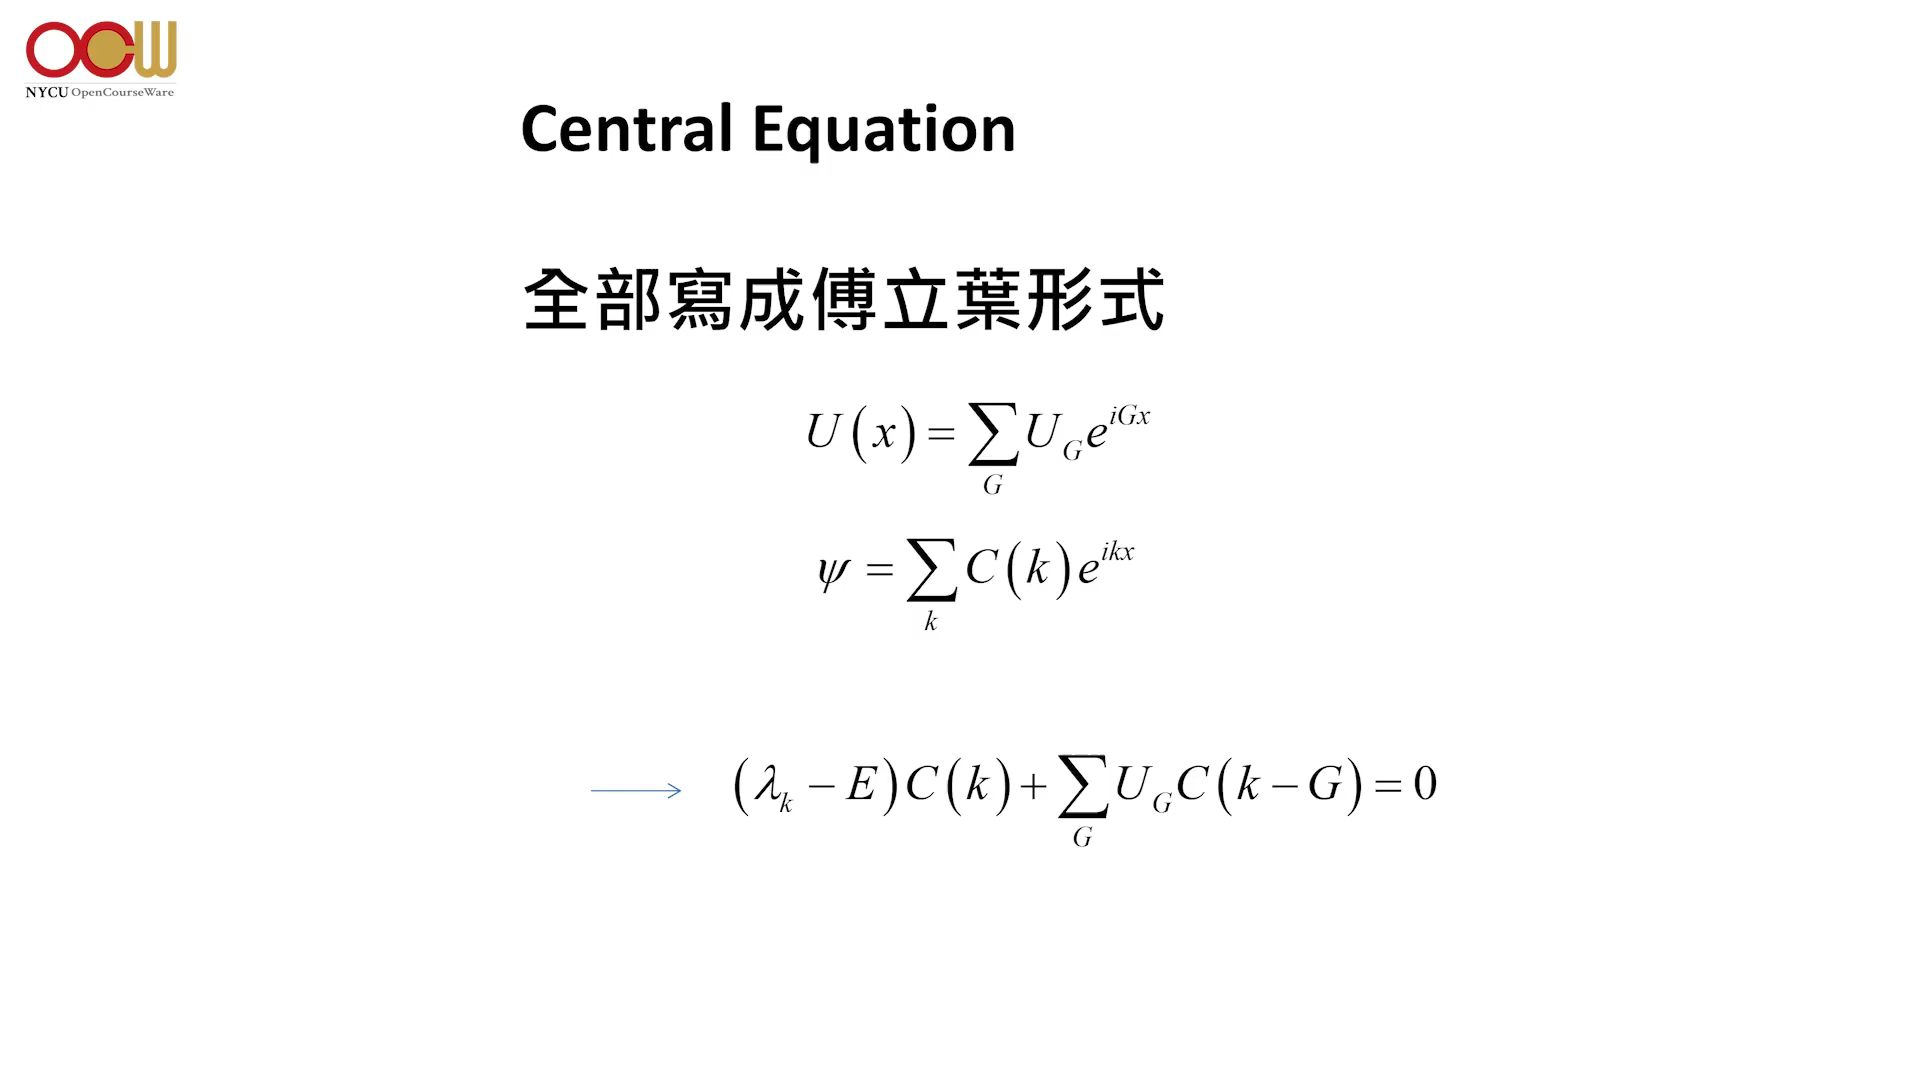 OCW
NYCU OpenCourseWare
Central Equation
全部寫成傅立葉形式
U(x) = ∑_G U_G e^{iGx}
ψ = ∑_k C(k) e^{ikx}
(λ_k − E) C(k) + ∑_G U_G C(k − G) = 0